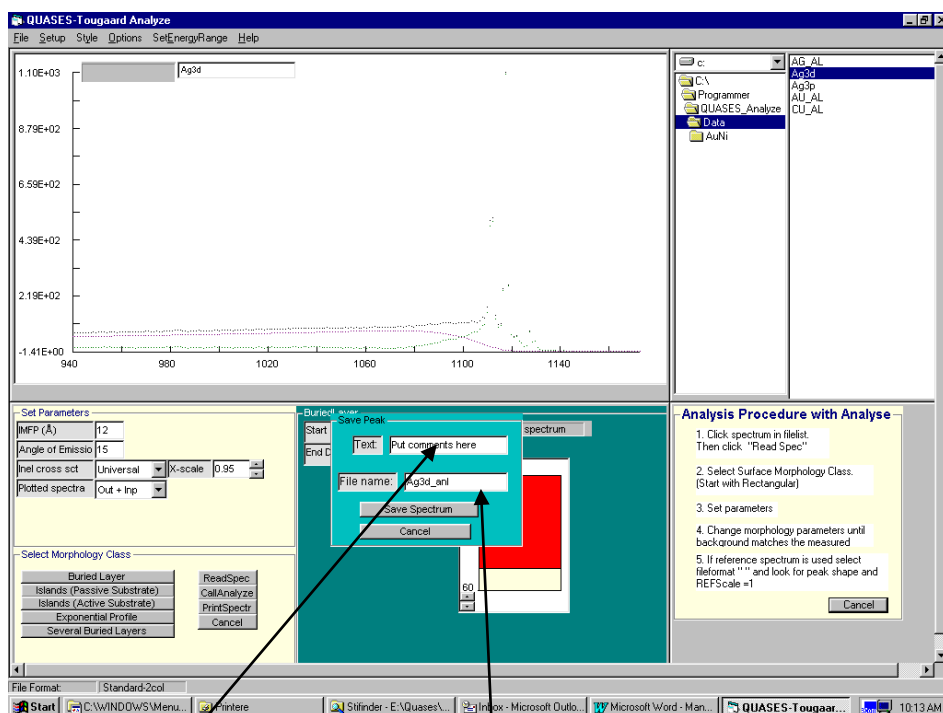 QUASES-Tougaard Analyze
File Setup Style Options SetEnergyRange Help
1.10E+03
Ag3d
8.79E+02
6.59E+02
4.39E+02
2.19E+02
-1.41E+00
940 980 1020 1060 1100 1140
c:
C:\
Programmer
QUASES_Analyze
Data
AuNi
AG_AL
Ag3d
Ag3p
AU_AL
CU_AL
Set Parameters
IMFP (Å) 12
Angle of Emissio 15
Inel cross sct Universal X-scale 0.95
Plotted spectra Out + Inp
Select Morphology Class
Buried Layer
Islands (Passive Substrate)
Islands (Active Substrate)
Exponential Profile
Several Buried Layers
ReadSpec
CallAnalyze
PrintSpectr
Cancel
BuriedLayer
Start
End D
spectrum
60
Save Peak
Text: Put comments here
File name: Ag3d_anl
Save Spectrum
Cancel
Analysis Procedure with Analyse
1. Click spectrum in filelist.
Then click "Read Spec"
2. Select Surface Morphology Class.
(Start with Rectangular)
3. Set parameters
4. Change morphology parameters until
background matches the measured
5. If reference spectrum is used select
fileformat " " and look for peak shape and
REFScale =1
Cancel
File Format: Standard-2col
Start C:\WINDOWS\Menu... Printere Stifinder - E:\Quases\... Inbox - Microsoft Outlo... Microsoft Word - Man... QUASES-Tougaar... 10:13 AM